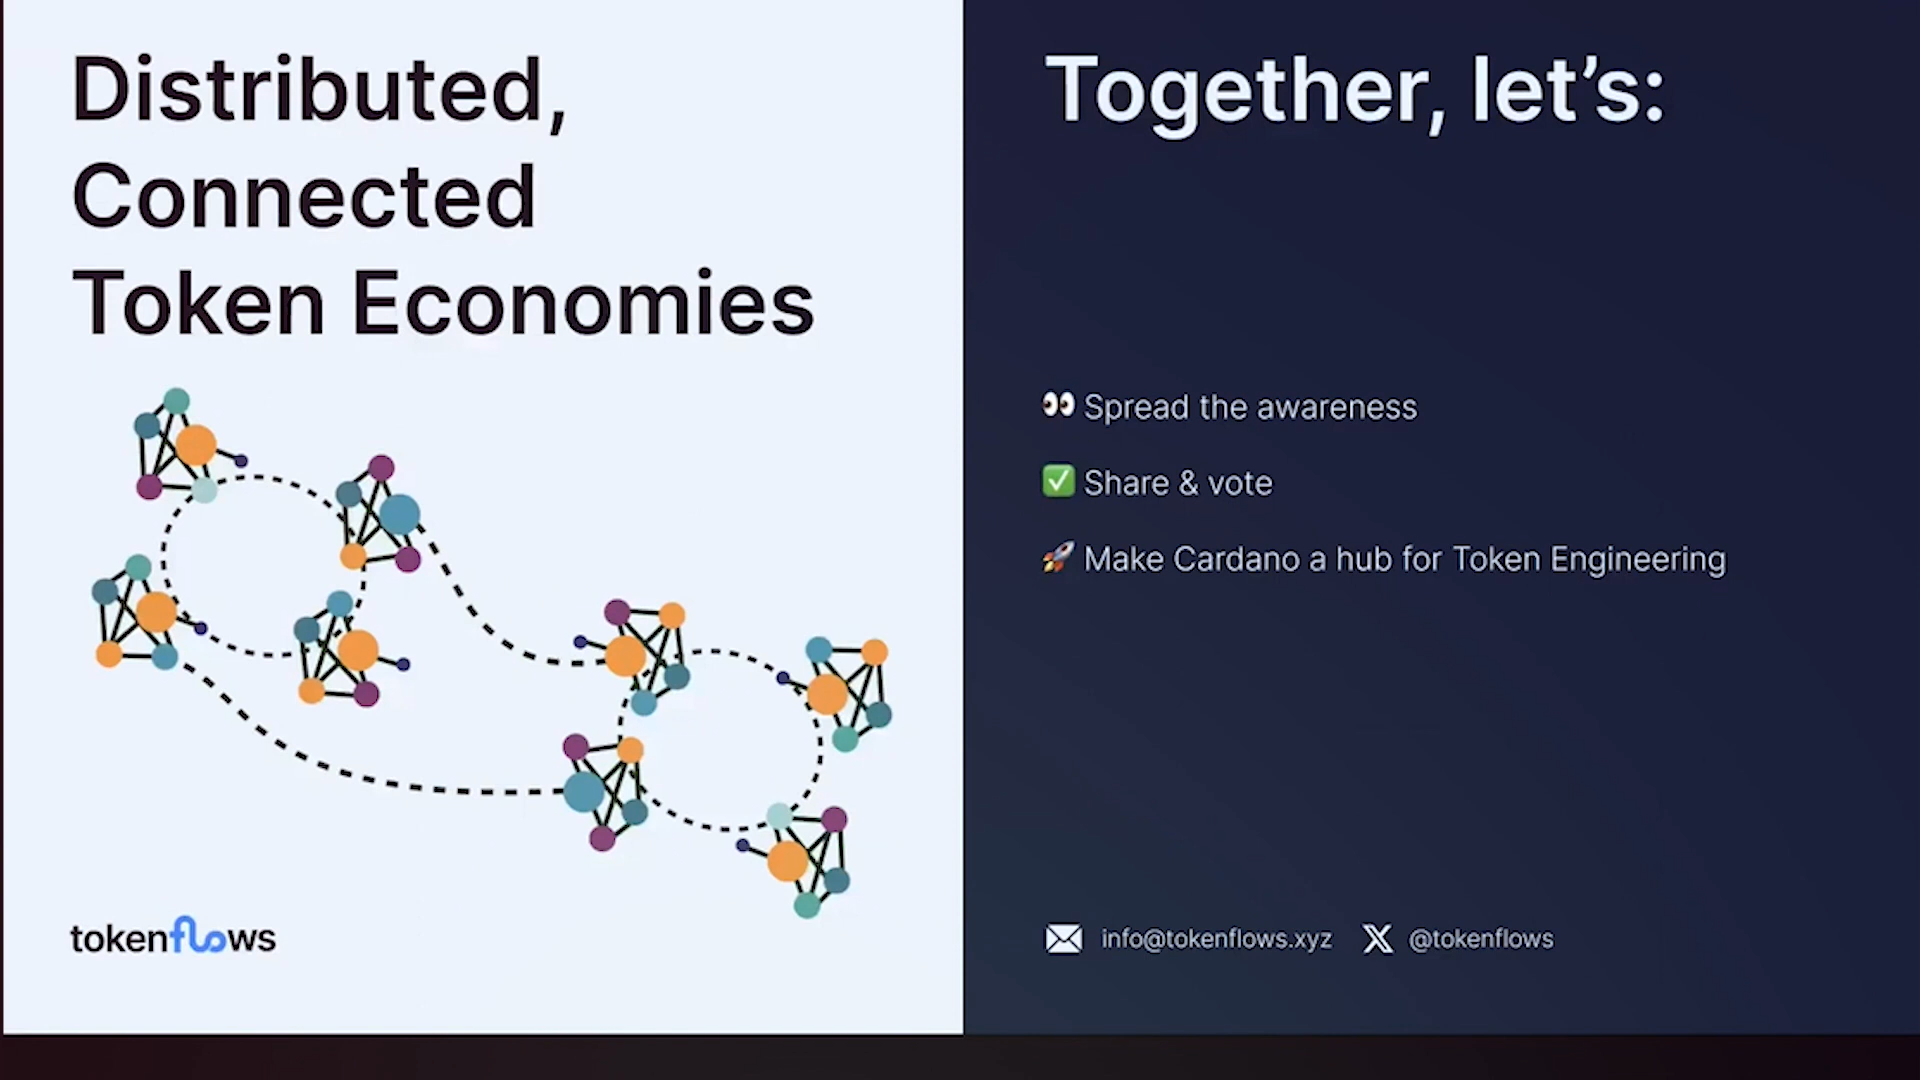 Distributed,
Connected
Token Economies
tokenflows
Together, let’s:
👀 Spread the awareness
✅ Share & vote
🚀 Make Cardano a hub for Token Engineering
info@tokenflows.xyz
@tokenflows